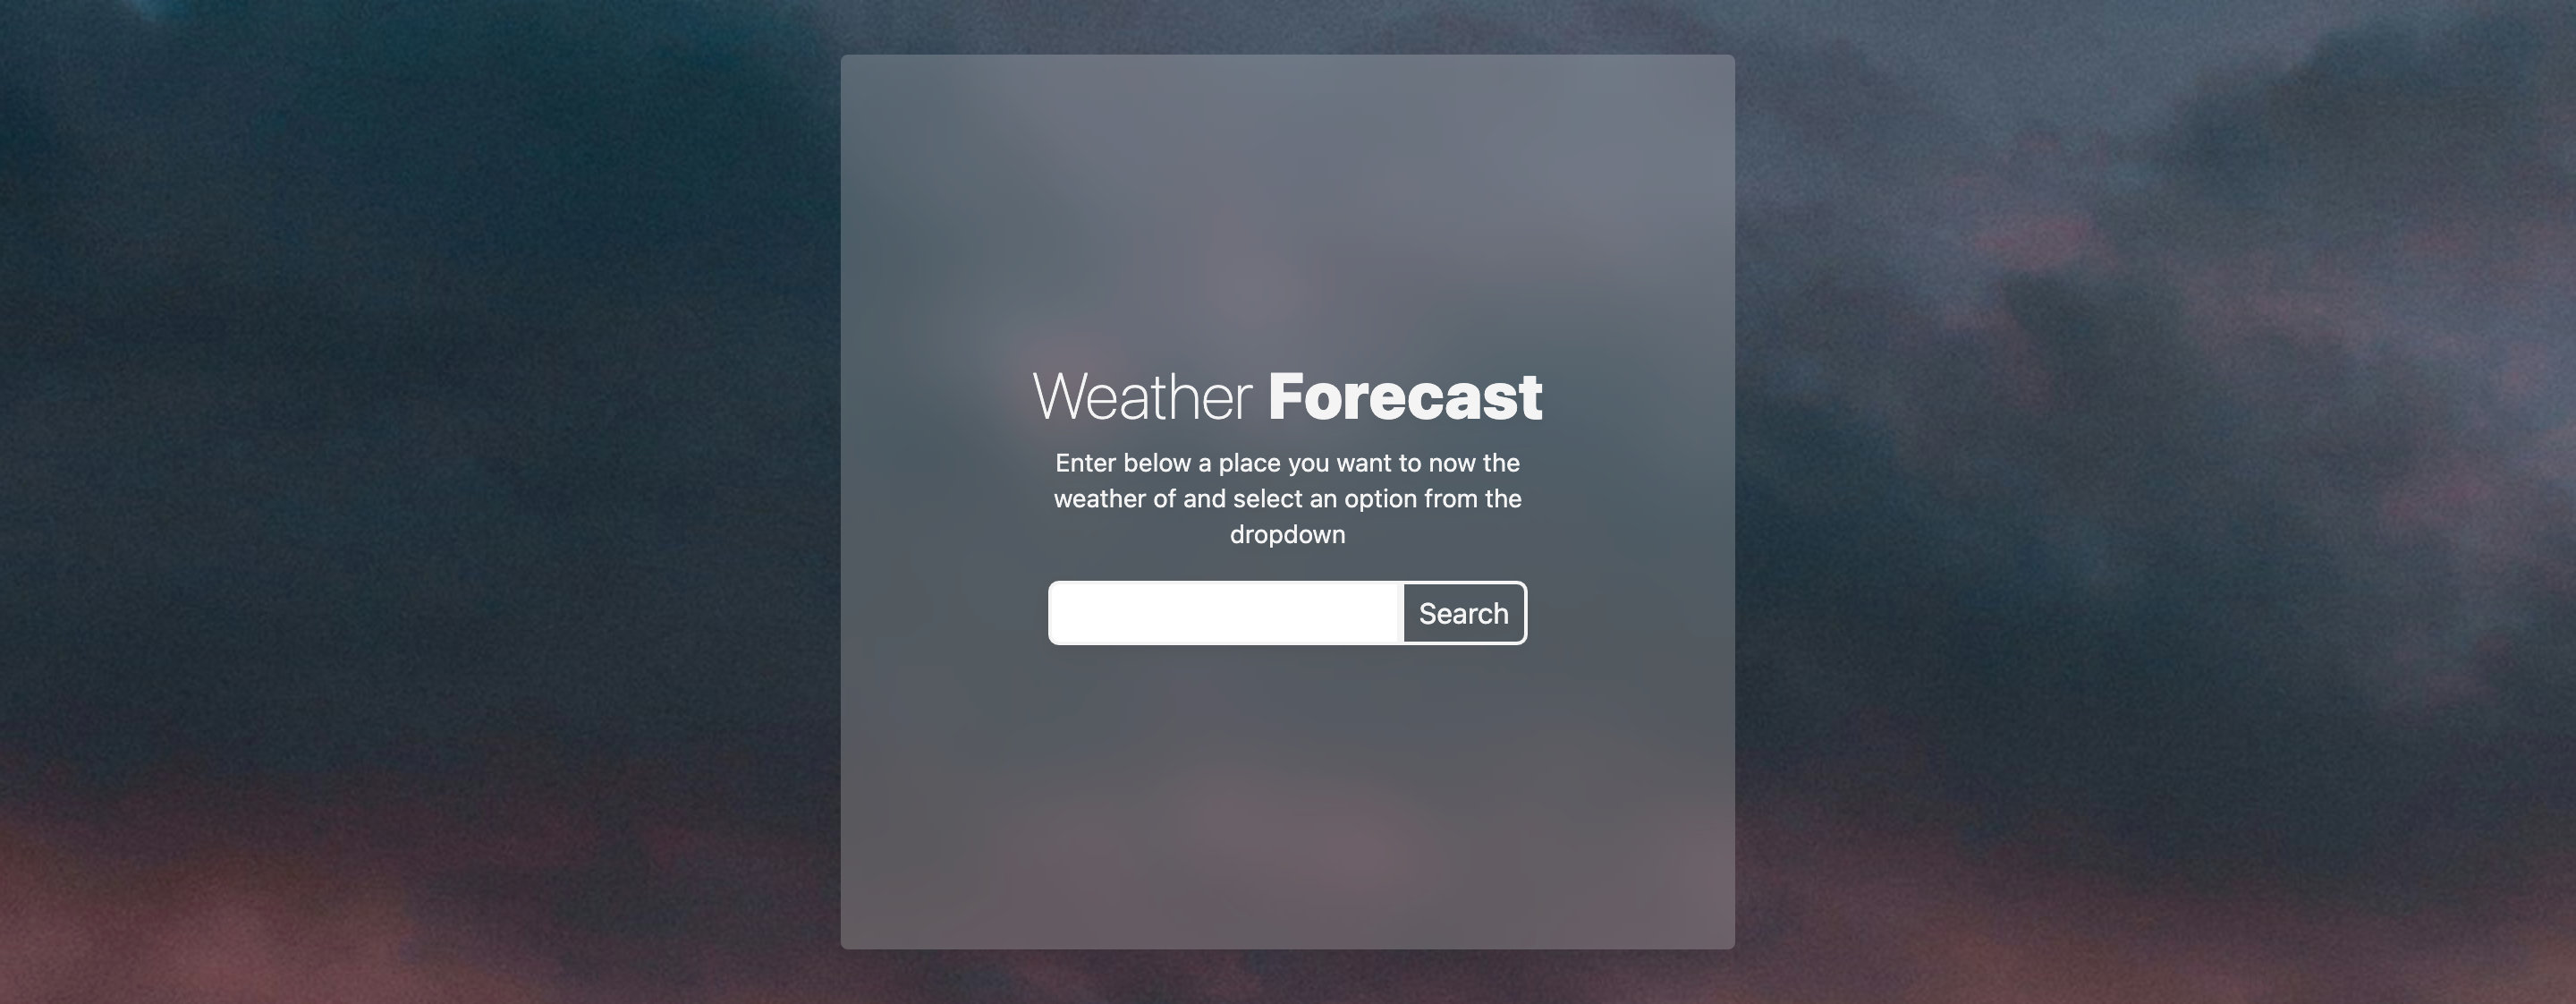 Weather Forecast
Enter below a place you want to now the
weather of and select an option from the
dropdown
Search